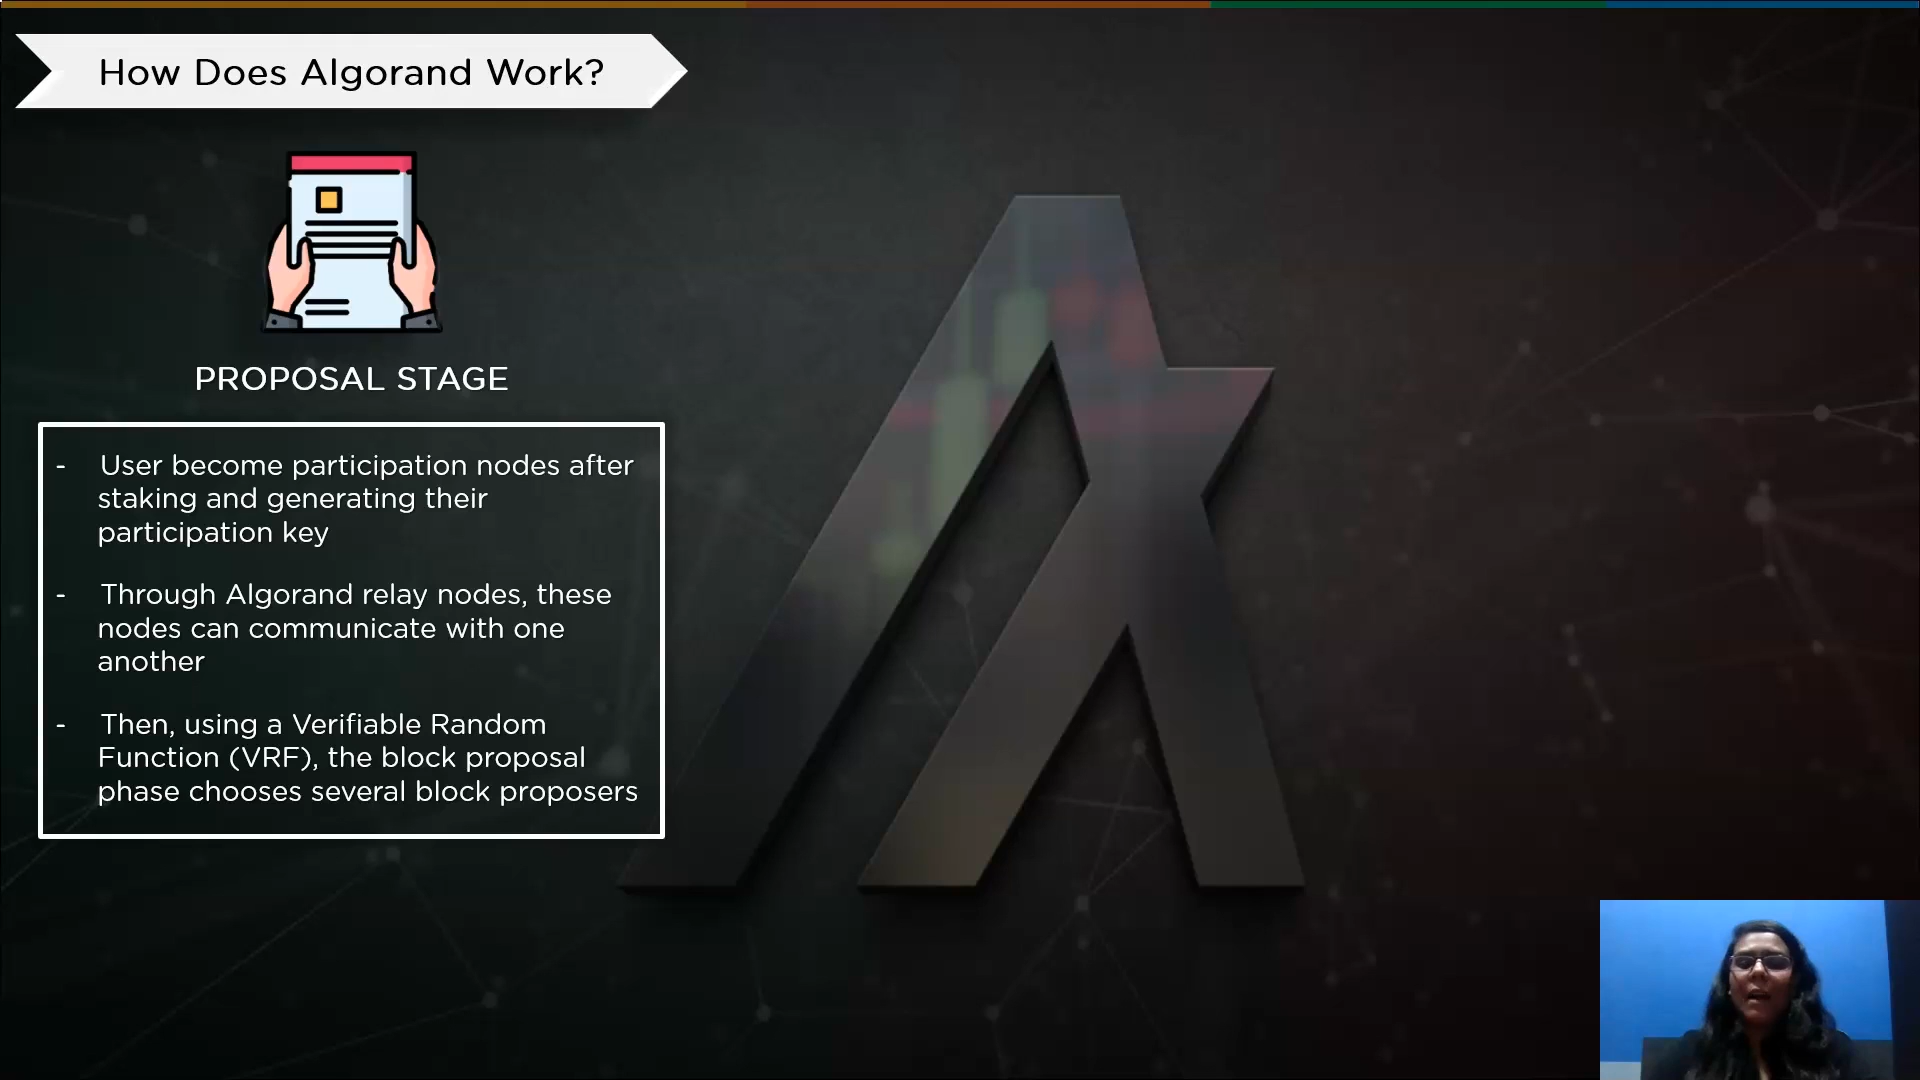 How Does Algorand Work?
PROPOSAL STAGE
- User become participation nodes after
staking and generating their
participation key
- Through Algorand relay nodes, these
nodes can communicate with one
another
- Then, using a Verifiable Random
Function (VRF), the block proposal
phase chooses several block proposers